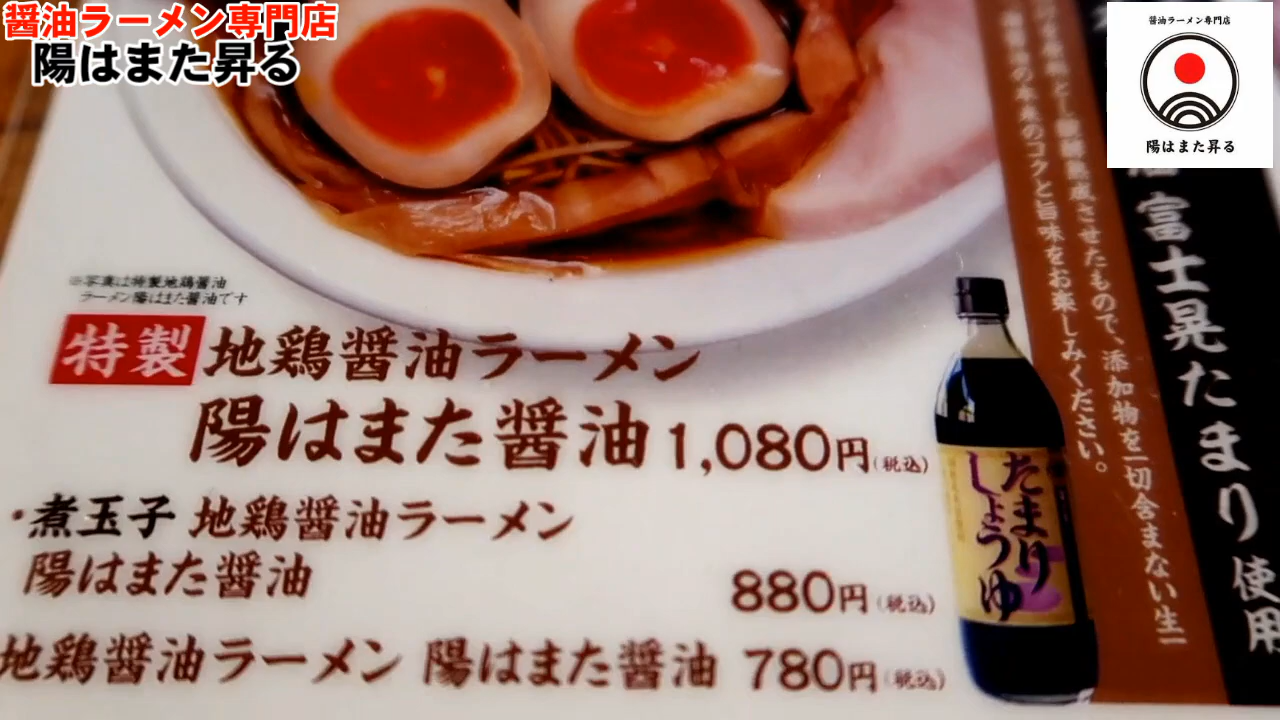 醤油ラーメン専門店
陽はまた昇る
醤油ラーメン専門店
陽はまた昇る
※写真は特製地鶏醤油
ラーメン陽はまた醤油です
特製 地鶏醤油ラーメン
陽はまた醤油 1,080円(税込)
・煮玉子 地鶏醤油ラーメン
陽はまた醤油
880円(税込)
地鶏醤油ラーメン 陽はまた醤油 780円(税込)
富士晃たまり使用
させたもので、添加物を一切含まない生一
のコクと旨味をお楽しみください。
たまり
しょうゆ